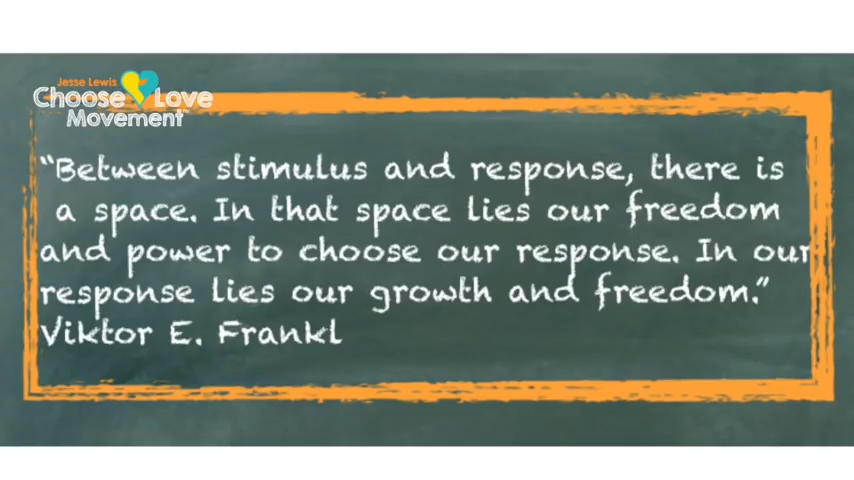 Jesse Lewis
Choose Love
Movement™
“Between stimulus and response, there is
a space. In that space lies our freedom
and power to choose our response. In our
response lies our growth and freedom.”
Viktor E. Frankl